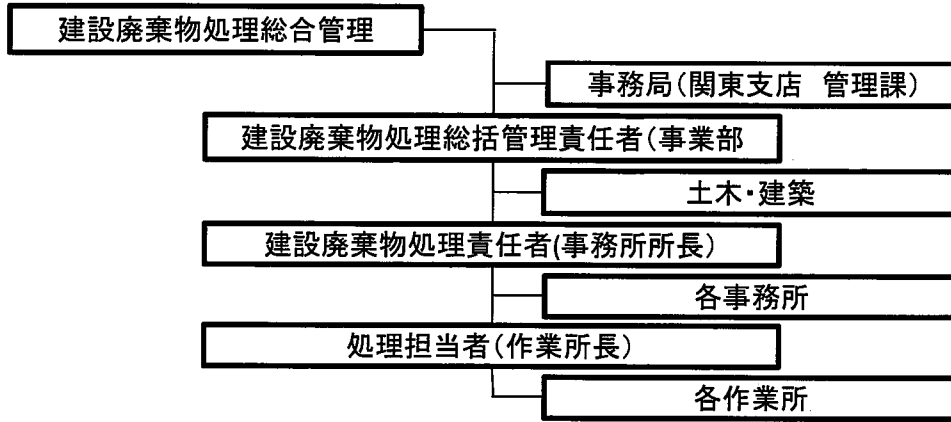 建設廃棄物処理総合管理
事務局(関東支店　管理課)
建設廃棄物処理総括管理責任者(事業部
土木・建築
建設廃棄物処理責任者(事務所所長)
各事務所
処理担当者(作業所長)
各作業所